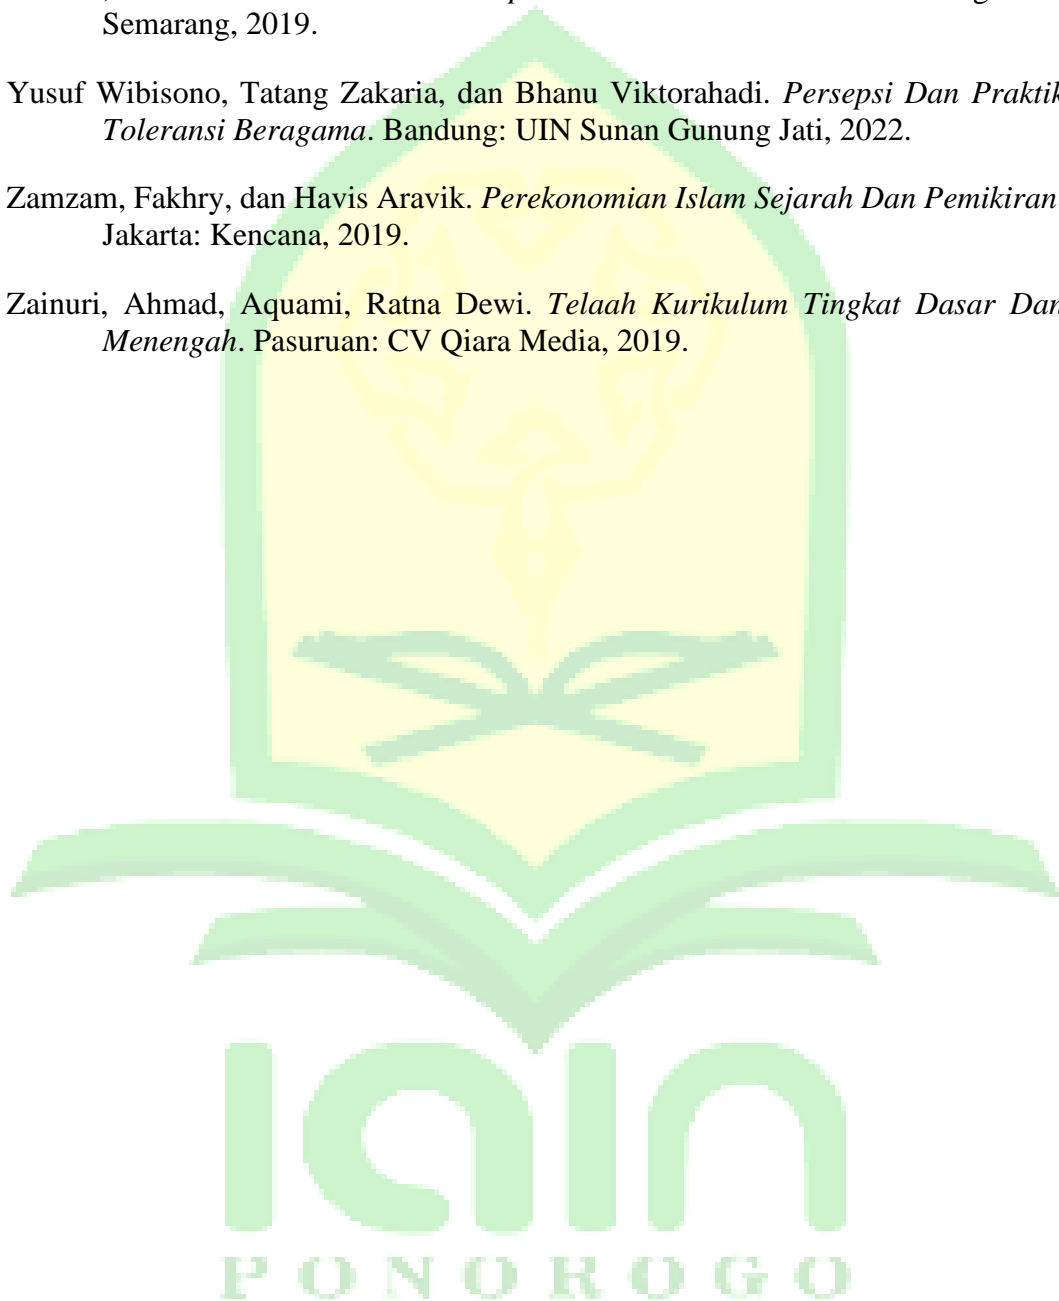 Semarang, 2019.
Yusuf Wibisono, Tatang Zakaria, dan Bhanu Viktorahadi. Persepsi Dan Praktik
Toleransi Beragama. Bandung: UIN Sunan Gunung Jati, 2022.
Zamzam, Fakhry, dan Havis Aravik. Perekonomian Islam Sejarah Dan Pemikiran
Jakarta: Kencana, 2019.
Zainuri, Ahmad, Aquami, Ratna Dewi. Telaah Kurikulum Tingkat Dasar Dan
Menengah. Pasuruan: CV Qiara Media, 2019.
iain
PONOROGO